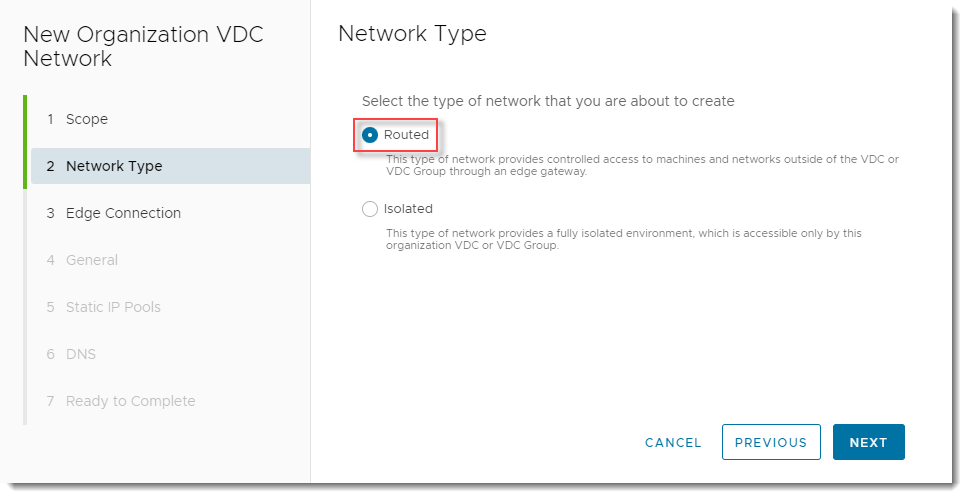 New Organization VDC
Network
1 Scope
2 Network Type
3 Edge Connection
4 General
5 Static IP Pools
6 DNS
7 Ready to Complete
Network Type
Select the type of network that you are about to create
Routed
This type of network provides controlled access to machines and networks outside of the VDC or
VDC Group through an edge gateway.
Isolated
This type of network provides a fully isolated environment, which is accessible only by this
organization VDC or VDC Group.
CANCEL
PREVIOUS
NEXT